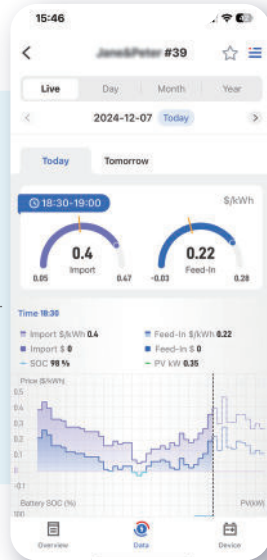 15:46
#39
Live Day Month Year
2024-12-07 Today
Today Tomorrow
18:30-19:00 $/kWh
0.4 0.22
Import Feed-In
0.05 0.47 -0.03 0.28
Time 18:30
Import $/kWh 0.4 Feed-In $/kWh 0.22
Import $ 0 Feed-In $ 0
SOC 98 % PV kW 0.35
Price ($/kWh)
0.5
0.4
0.3
0.2
0.1
0
-0.1
Battery SOC (%) PV(kW)
100
Overview Data Device